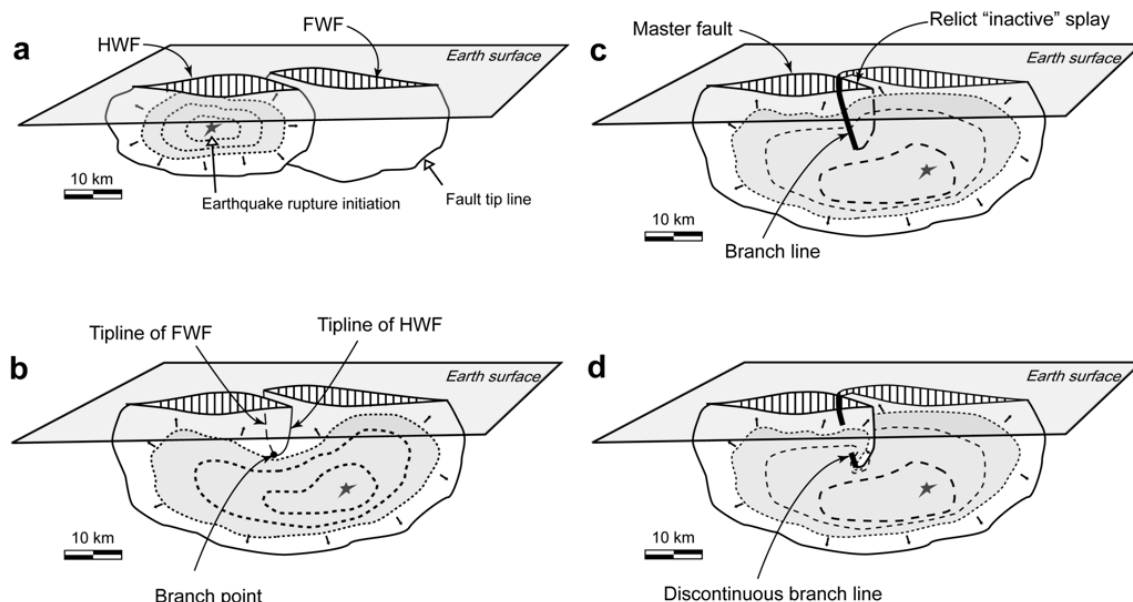 a
HWF
FWF
Earth surface
10 km
Earthquake rupture initiation
Fault tip line
c
Master fault
Relict “inactive” splay
Earth surface
10 km
Branch line
b
Tipline of FWF
Tipline of HWF
Earth surface
10 km
Branch point
d
Earth surface
10 km
Discontinuous branch line